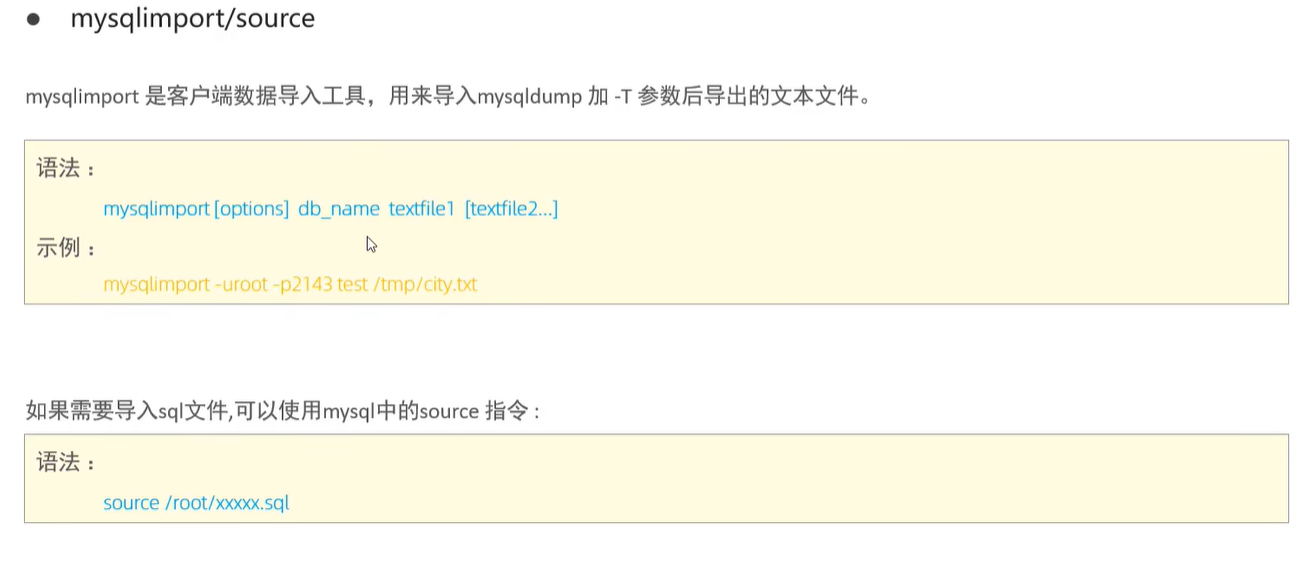 ● mysqlimport/source
mysqlimport 是客户端数据导入工具，用来导入mysqldump 加 -T 参数后导出的文本文件。
语法：
mysqlimport [options] db_name textfile1 [textfile2...]
示例：
mysqlimport -uroot -p2143 test /tmp/city.txt
如果需要导入sql文件,可以使用mysql中的source 指令 :
语法：
source /root/xxxxx.sql